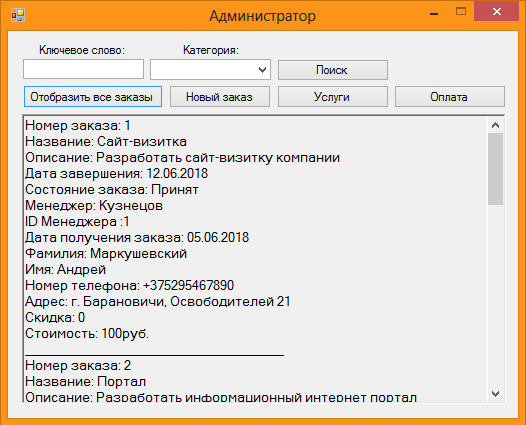 Администратор
Ключевое слово: Категория:
Поиск
Отобразить все заказы Новый заказ Услуги Оплата
Номер заказа: 1
Название: Сайт-визитка
Описание: Разработать сайт-визитку компании
Дата завершения: 12.06.2018
Состояние заказа: Принят
Менеджер: Кузнецов
ID Менеджера :1
Дата получения заказа: 05.06.2018
Фамилия: Маркушевский
Имя: Андрей
Номер телефона: +375295467890
Адрес: г. Барановичи, Освободителей 21
Скидка: 0
Стоимость: 100руб.
Номер заказа: 2
Название: Портал
Описание: Разработать информационный интернет портал